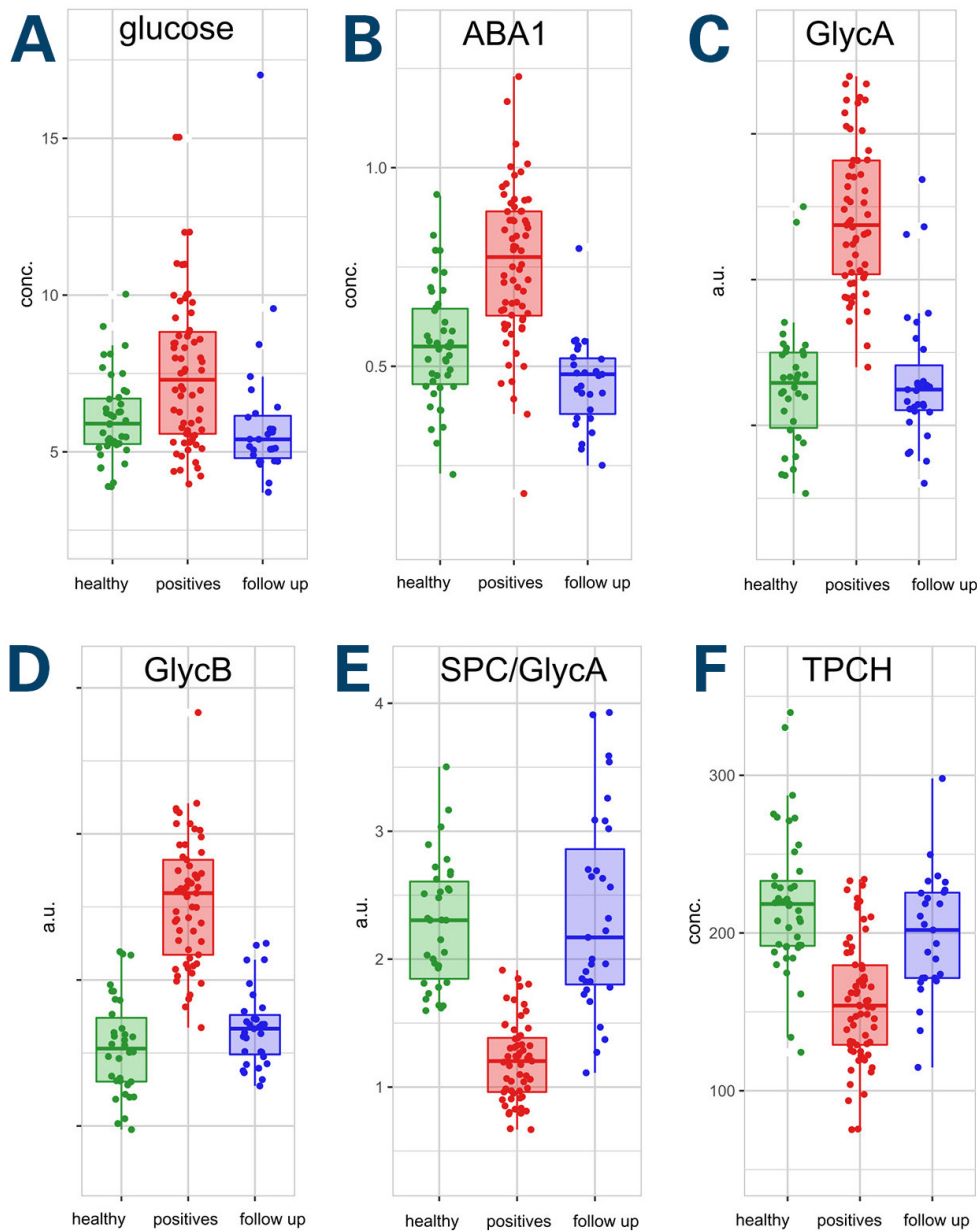 A
glucose
conc.
15
10
5
healthy
positives
follow up
B
ABA1
conc.
1.0
0.5
healthy
positives
follow up
C
GlycA
a.u.
healthy
positives
follow up
D
GlycB
a.u.
healthy
positives
follow up
E
SPC/GlycA
a.u.
4
3
2
1
healthy
positives
follow up
F
TPCH
conc.
300
200
100
healthy
positives
follow up